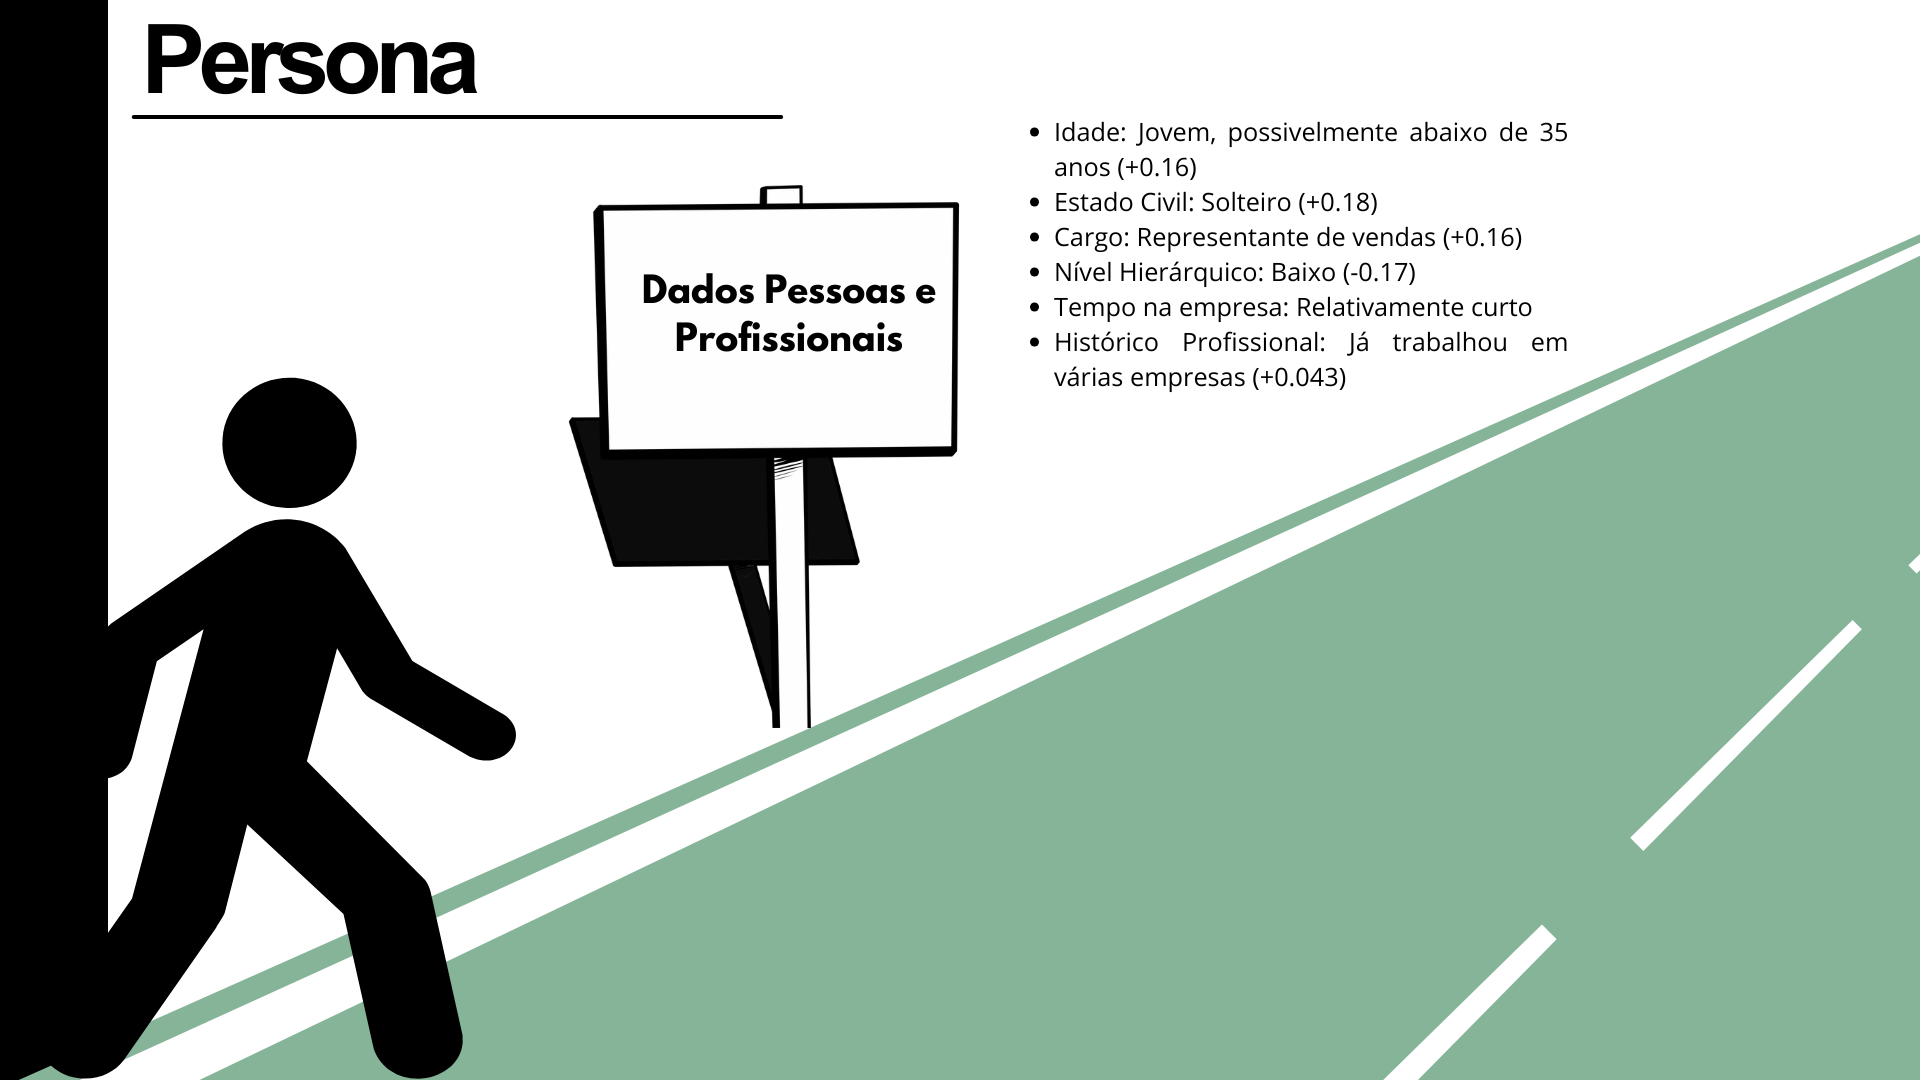 Persona
Dados Pessoas e
Profissionais
• Idade: Jovem, possivelmente abaixo de 35
anos (+0.16)
• Estado Civil: Solteiro (+0.18)
• Cargo: Representante de vendas (+0.16)
• Nível Hierárquico: Baixo (-0.17)
• Tempo na empresa: Relativamente curto
• Histórico Profissional: Já trabalhou em
várias empresas (+0.043)